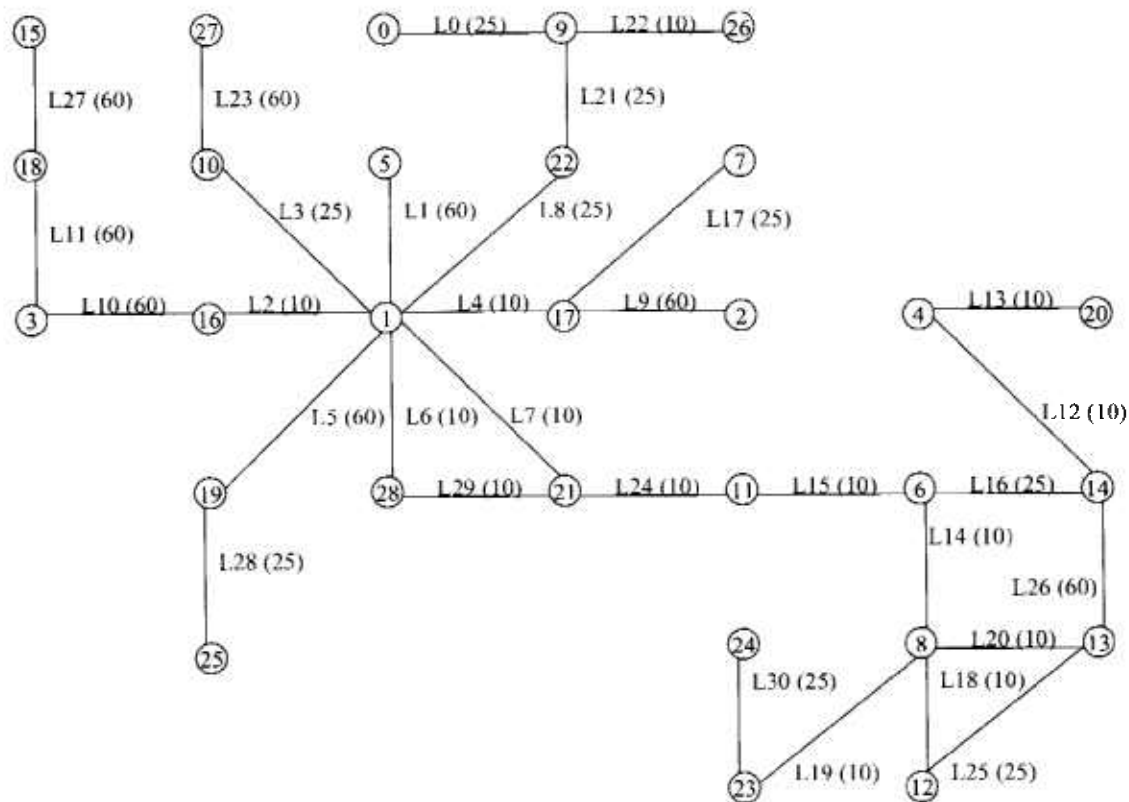 15 27 0 L0 (25) 9 L22 (10) 26
L27 (60) L23 (60) L21 (25)
18 10 5 22 7
L3 (25) L1 (60) L8 (25) L17 (25)
L11 (60)
3 L10 (60) 16 L2 (10) 1 L4 (10) 17 L9 (60) 2 4 L13 (10) 20
L5 (60) L6 (10) L7 (10) L12 (10)
19 28 L29 (10) 21 L24 (10) 11 L15 (10) 6 L16 (25) 14
L28 (25) L14 (10)
L26 (60)
25 24 8 L20 (10) 13
L30 (25) L18 (10)
23 L19 (10) 12 L25 (25)